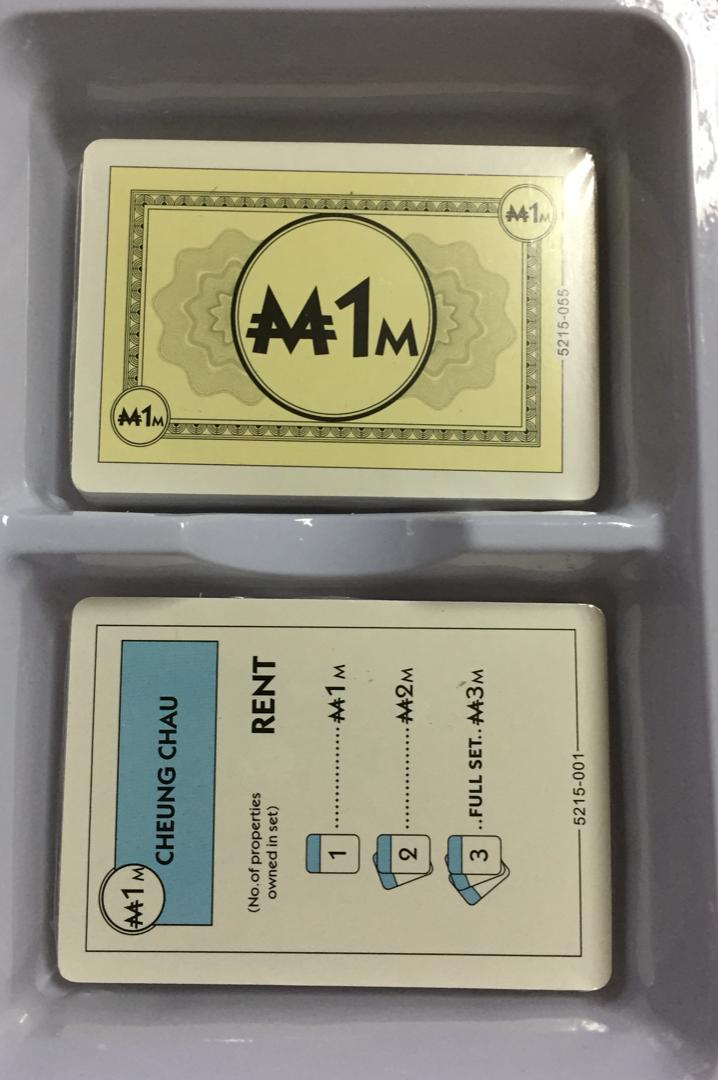 ₩1M
₩1M
₩1M
5215-055
₩1M
CHEUNG CHAU
RENT
(No. of properties
owned in set)
1 ............ ₩1M
2 ............ ₩2M
3 ..FULL SET.. ₩3M
5215-001